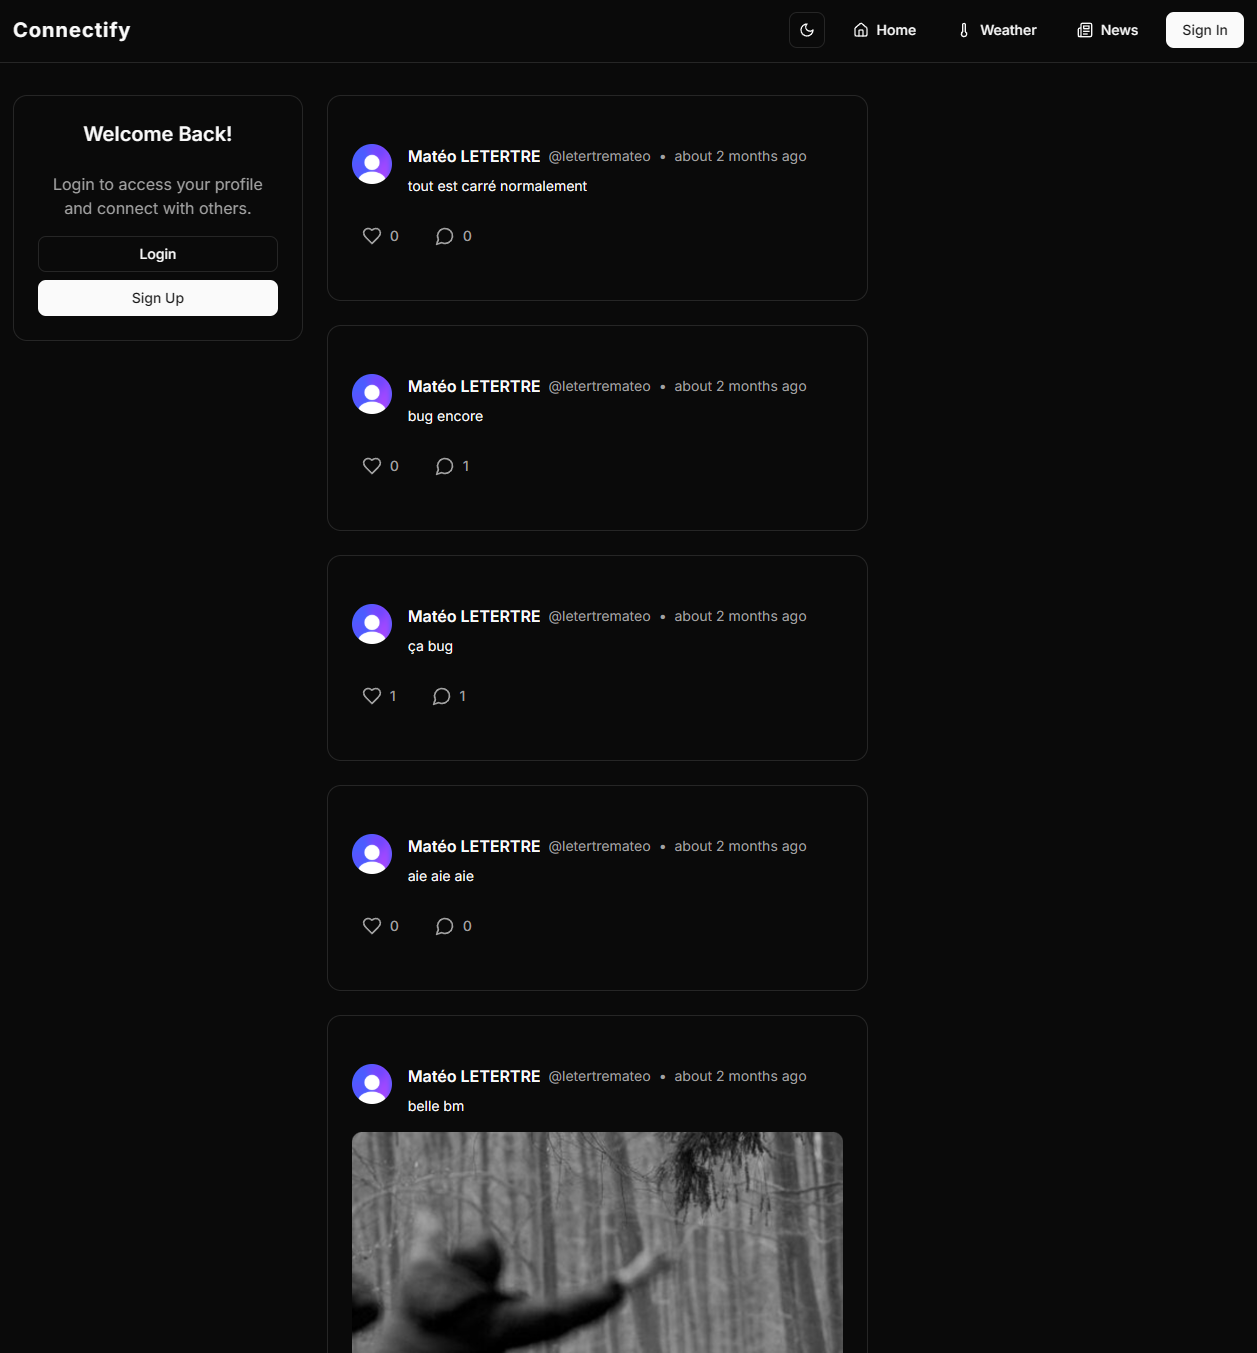 Connectify
Home
Weather
News
Sign In
Welcome Back!
Login to access your profile
and connect with others.
Login
Sign Up
Matéo LETERTRE @letertremateo • about 2 months ago
tout est carré normalement
0 0
Matéo LETERTRE @letertremateo • about 2 months ago
bug encore
0 1
Matéo LETERTRE @letertremateo • about 2 months ago
ça bug
1 1
Matéo LETERTRE @letertremateo • about 2 months ago
aie aie aie
0 0
Matéo LETERTRE @letertremateo • about 2 months ago
belle bm